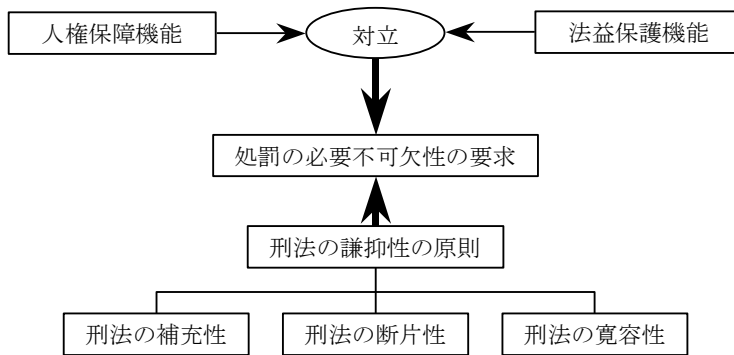 人権保障機能
対立
法益保護機能
処罰の必要不可欠性の要求
刑法の謙抑性の原則
刑法の補充性
刑法の断片性
刑法の寛容性